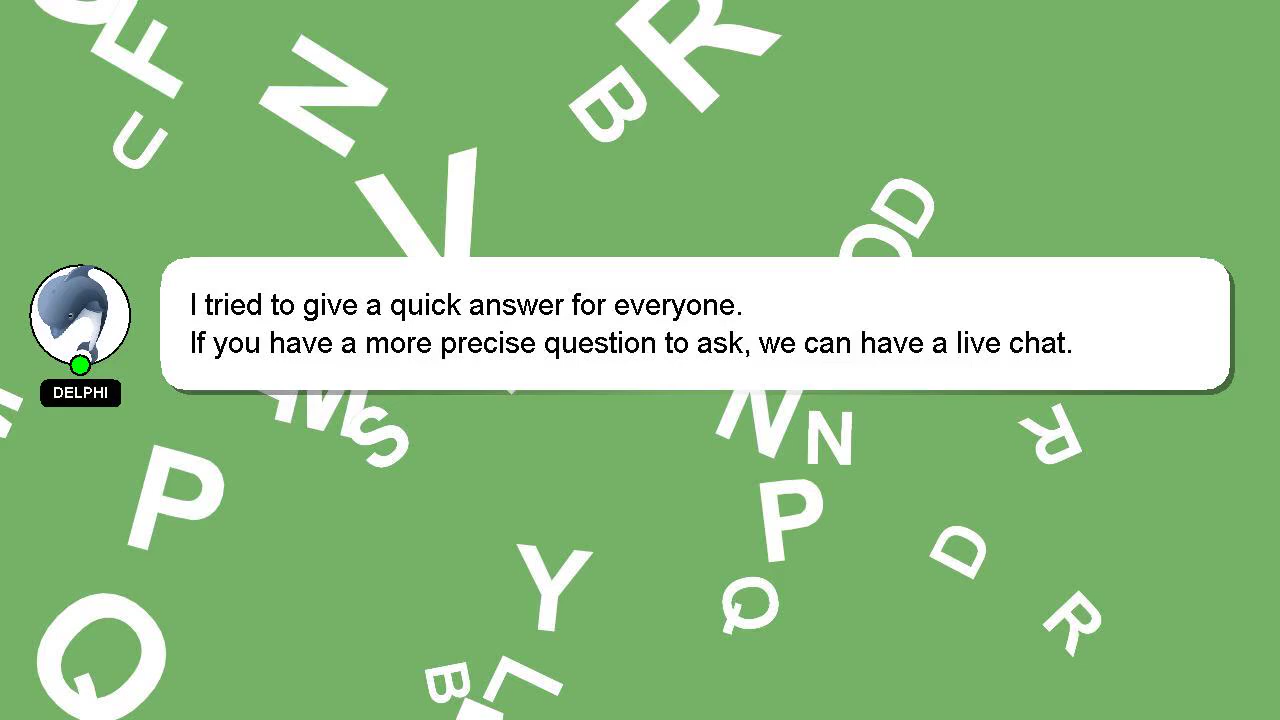 F
N
U
B
R
V
D
O
I tried to give a quick answer for everyone.
If you have a more precise question to ask, we can have a live chat.
DELPHI
M
S
N
N
R
P
P
Y
D
Q
Q
R
B
L